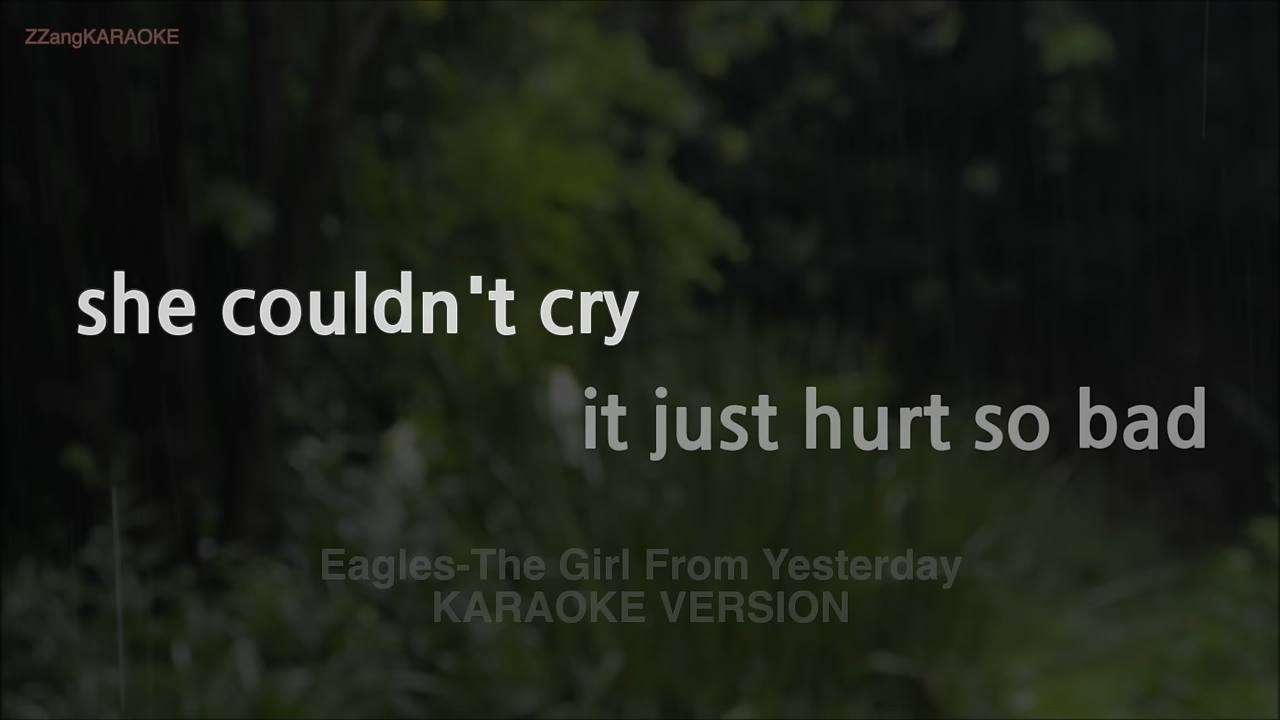 ZZangKARAOKE
she couldn't cry
it just hurt so bad
Eagles-The Girl From Yesterday
KARAOKE VERSION